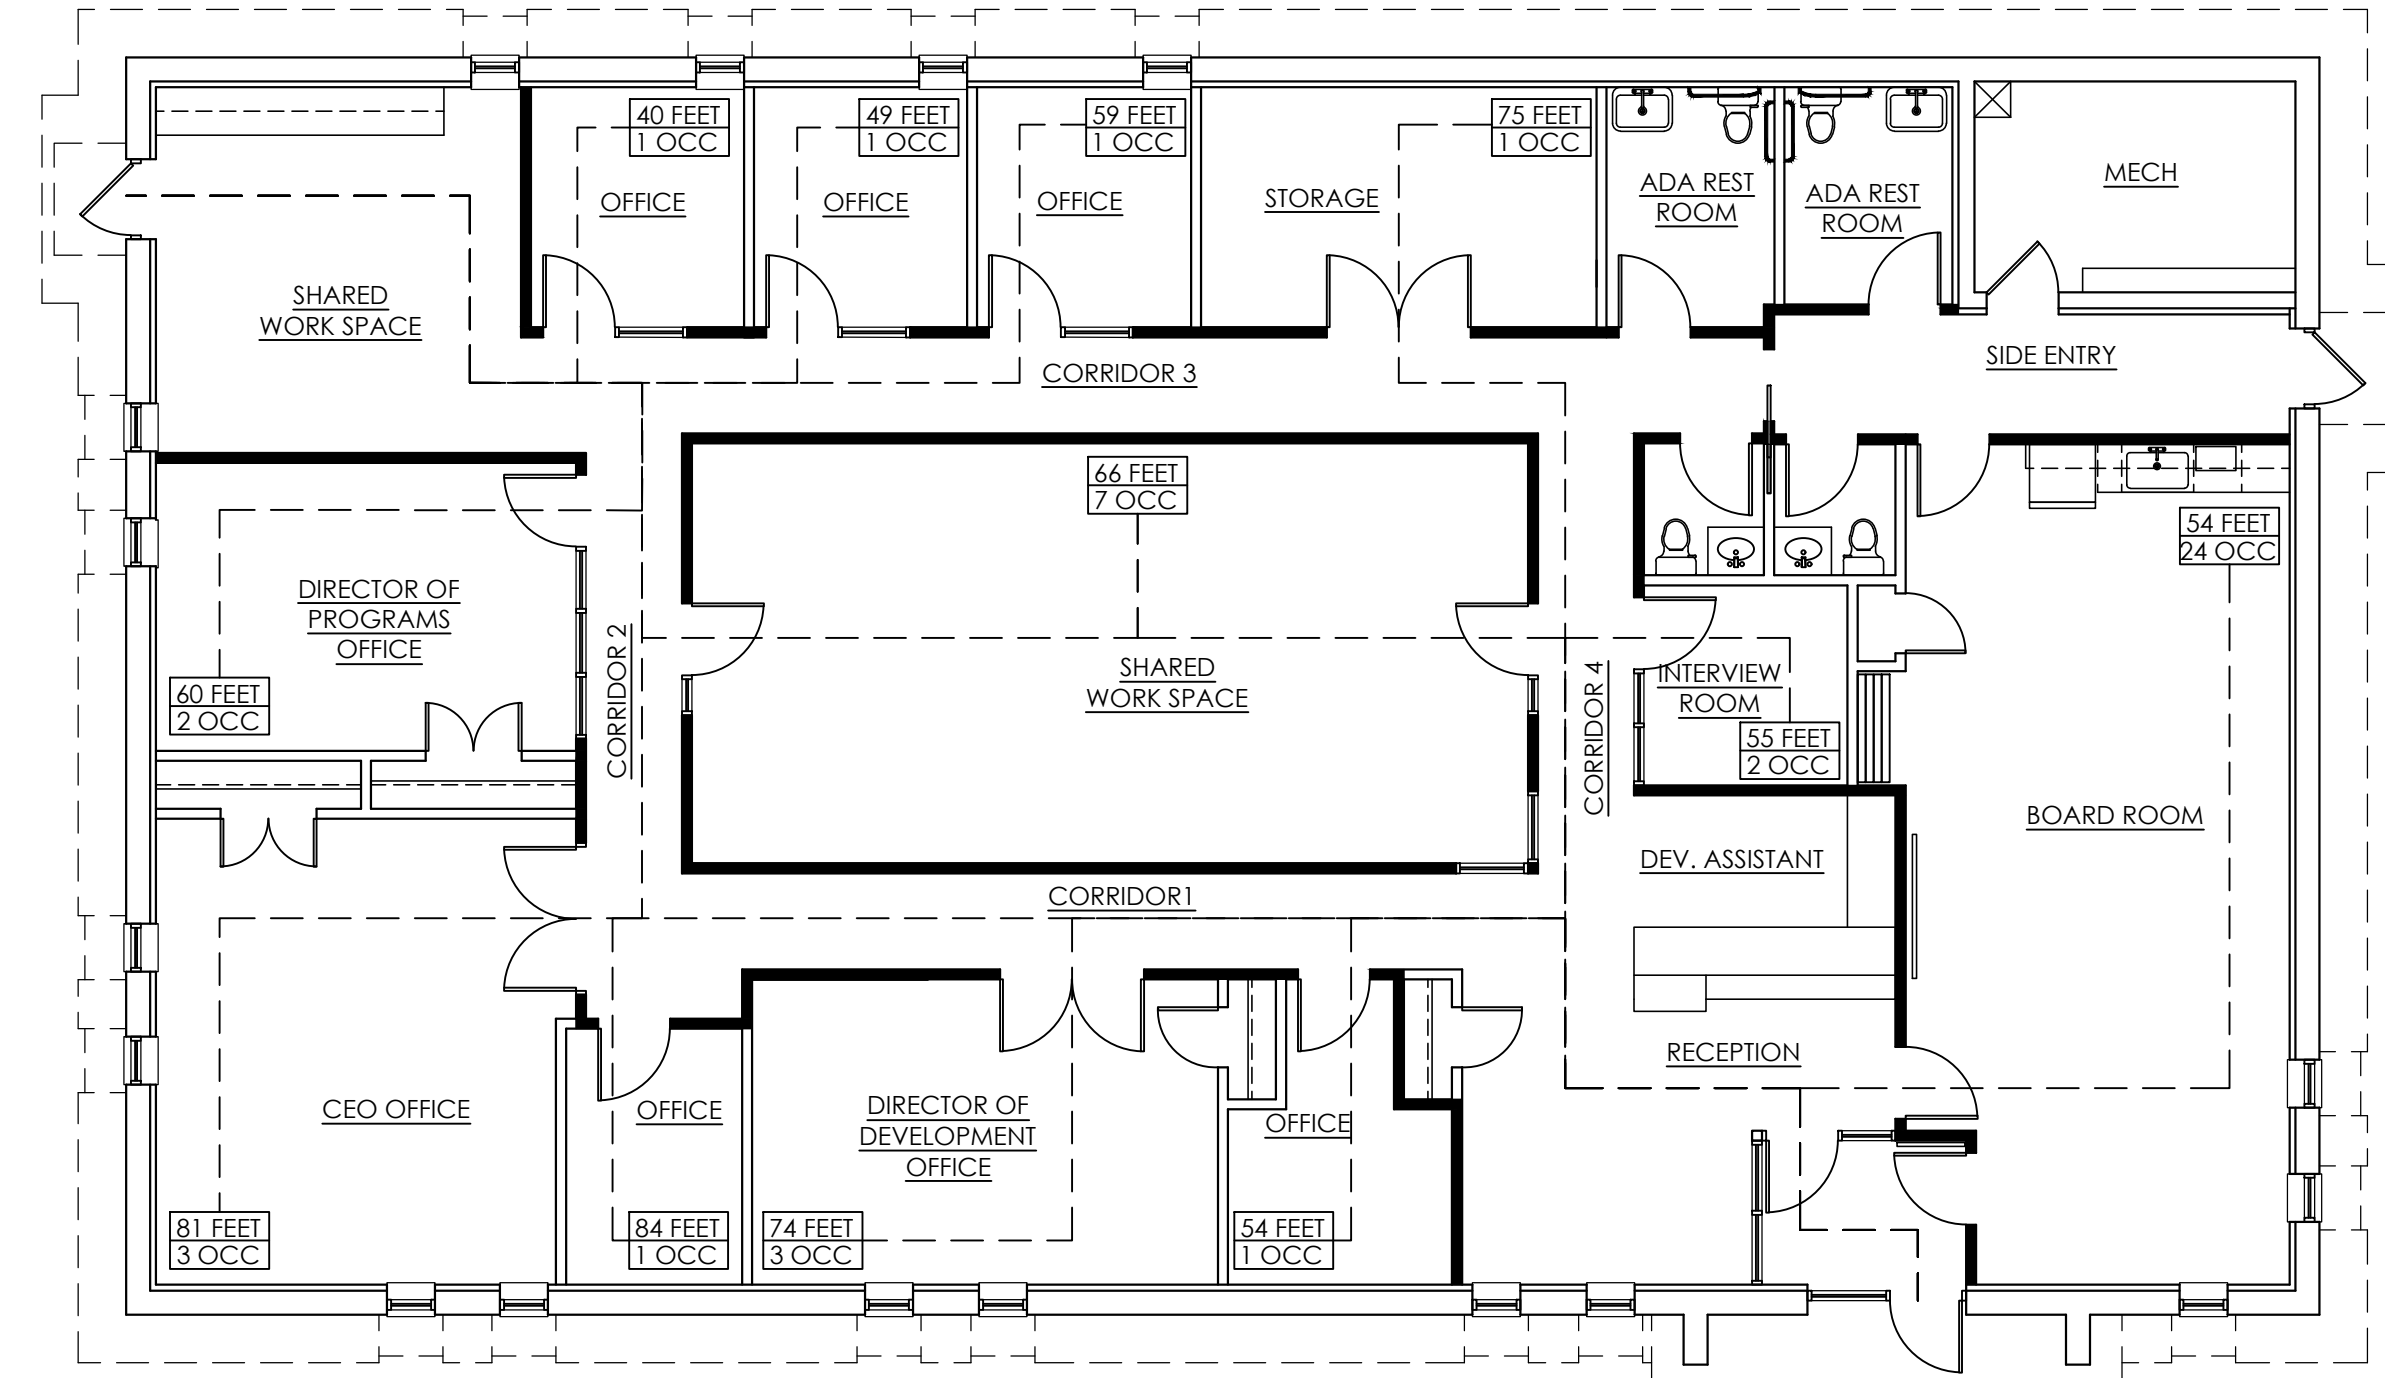 40 FEET
1 OCC
49 FEET
1 OCC
59 FEET
1 OCC
75 FEET
1 OCC
OFFICE
OFFICE
OFFICE
STORAGE
ADA REST
ROOM
ADA REST
ROOM
MECH
SHARED
WORK SPACE
CORRIDOR 3
SIDE ENTRY
66 FEET
7 OCC
54 FEET
24 OCC
DIRECTOR OF
PROGRAMS
OFFICE
60 FEET
2 OCC
CORRIDOR 2
SHARED
WORK SPACE
CORRIDOR 4
INTERVIEW
ROOM
55 FEET
2 OCC
BOARD ROOM
DEV. ASSISTANT
CORRIDOR1
RECEPTION
CEO OFFICE
OFFICE
DIRECTOR OF
DEVELOPMENT
OFFICE
OFFICE
81 FEET
3 OCC
84 FEET
1 OCC
74 FEET
3 OCC
54 FEET
1 OCC